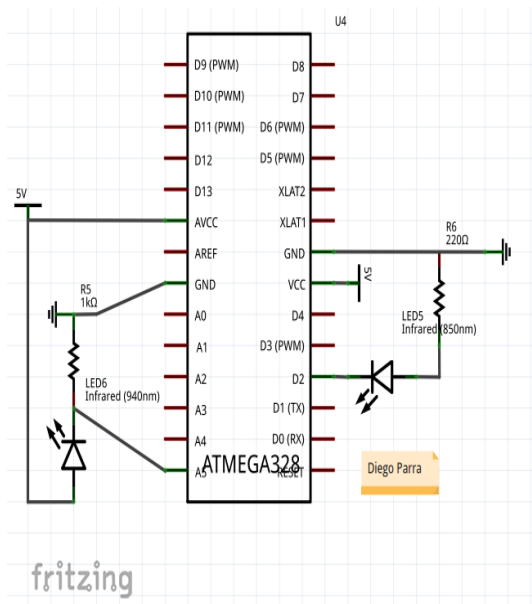 U4
D9 (PWM)
D10 (PWM)
D11 (PWM)
D12
D13
AVCC
AREF
GND
A0
A1
A2
A3
A4
A5
D8
D7
D6 (PWM)
D5 (PWM)
XLAT2
XLAT1
GND
VCC
D4
D3 (PWM)
D2
D1 (TX)
D0 (RX)
RESET
ATMEGA328
5V
R5
1kΩ
LED6
Infrared (940nm)
R6
220Ω
5V
LED5
Infrared (850nm)
Diego Parra
fritzing